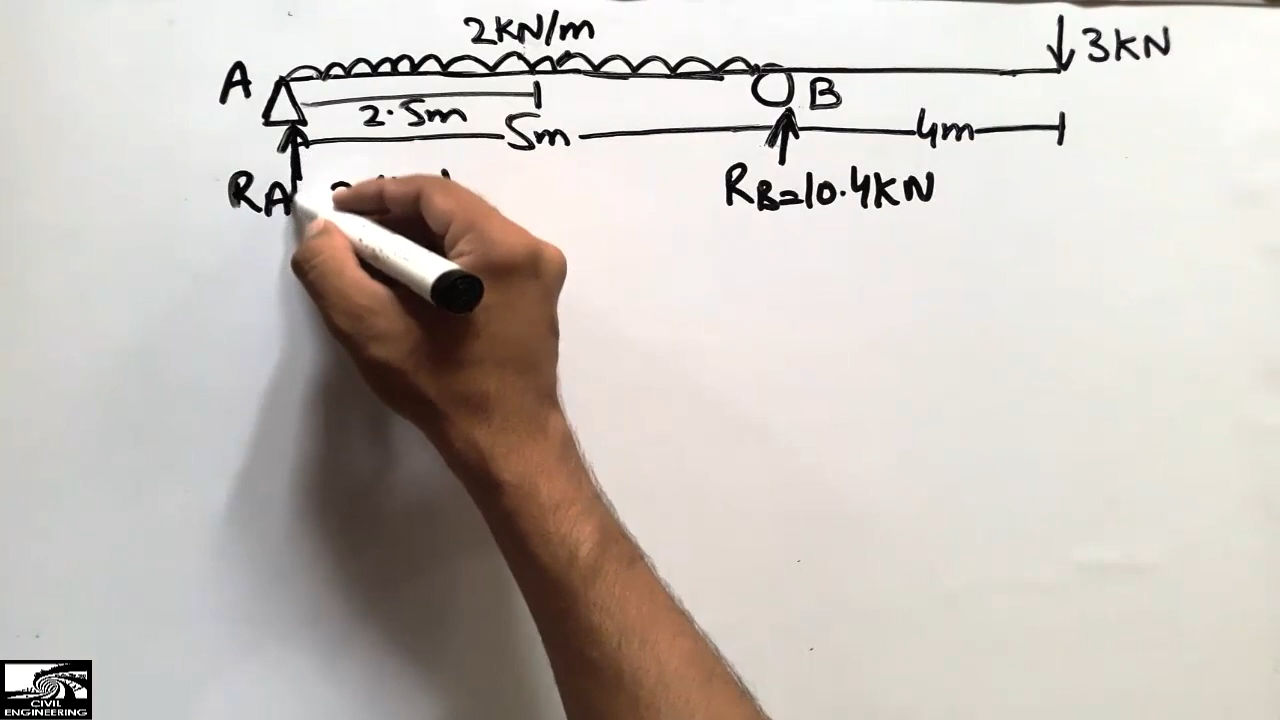 2KN/m
3KN
A
B
2.5m
5m
4m
RA
RB=10.4KN
CIVIL
ENGINEERING